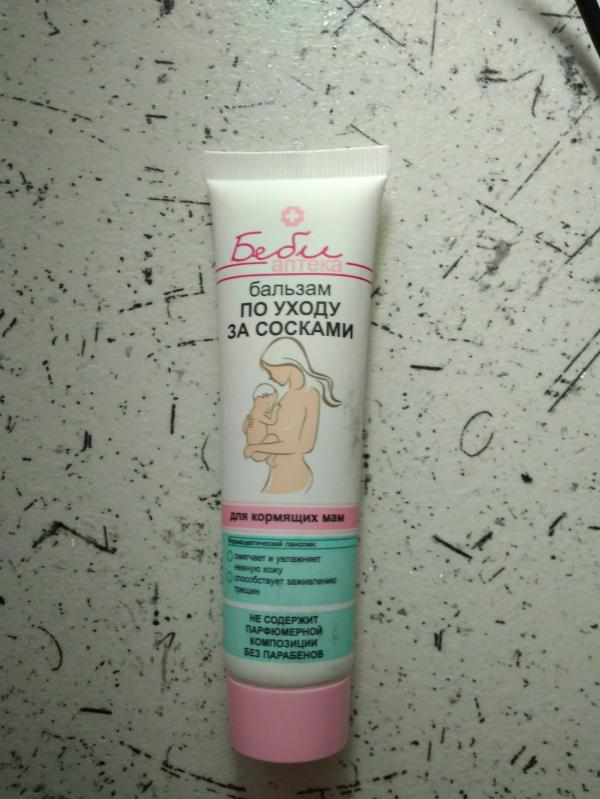 Беби
аптека
бальзам
ПО УХОДУ
ЗА СОСКАМИ
для кормящих мам
Фармацевтический ланолин:
смягчает и увлажняет
нежную кожу
способствует заживлению
трещин
НЕ СОДЕРЖИТ
ПАРФЮМЕРНОЙ
КОМПОЗИЦИИ
БЕЗ ПАРАБЕНОВ